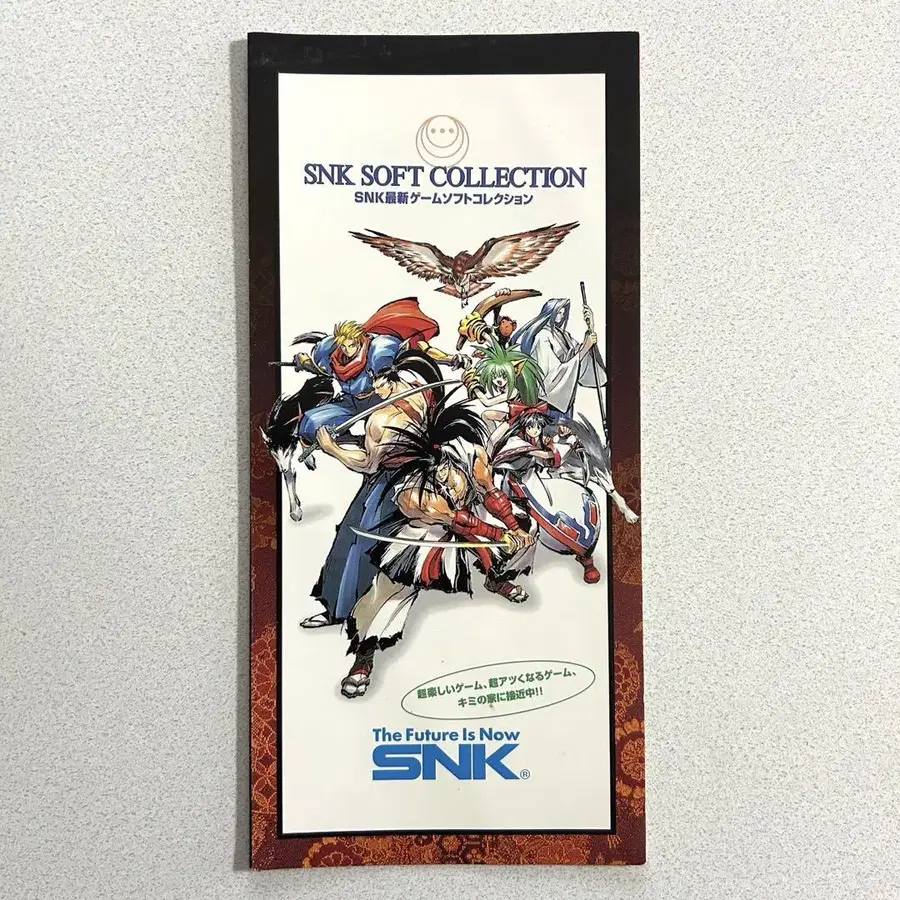 SNK SOFT COLLECTION
SNK最新ゲームソフトコレクション
超楽しいゲーム、超アツくなるゲーム、
キミの家に接近中!!
The Future Is Now
SNK®